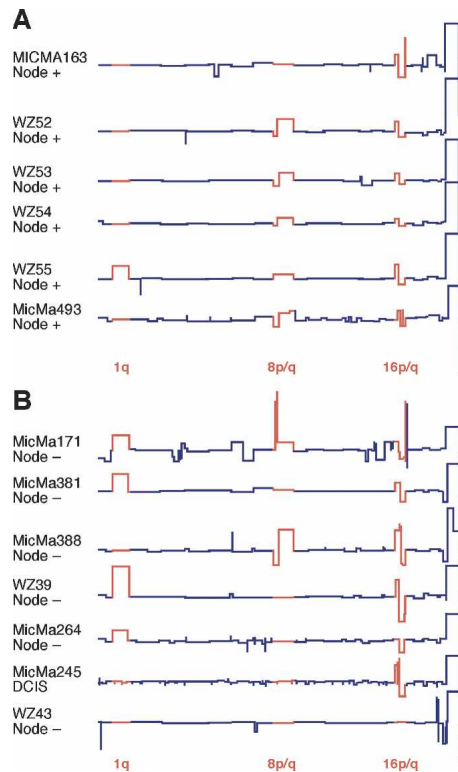 A
MICMA163
Node +
WZ52
Node +
WZ53
Node +
WZ54
Node +
WZ55
Node +
MicMa493
Node +
1q 8p/q 16p/q
B
MicMa171
Node –
MicMa381
Node –
MicMa388
Node –
WZ39
Node –
MicMa264
Node –
MicMa245
DCIS
WZ43
Node –
1q 8p/q 16p/q